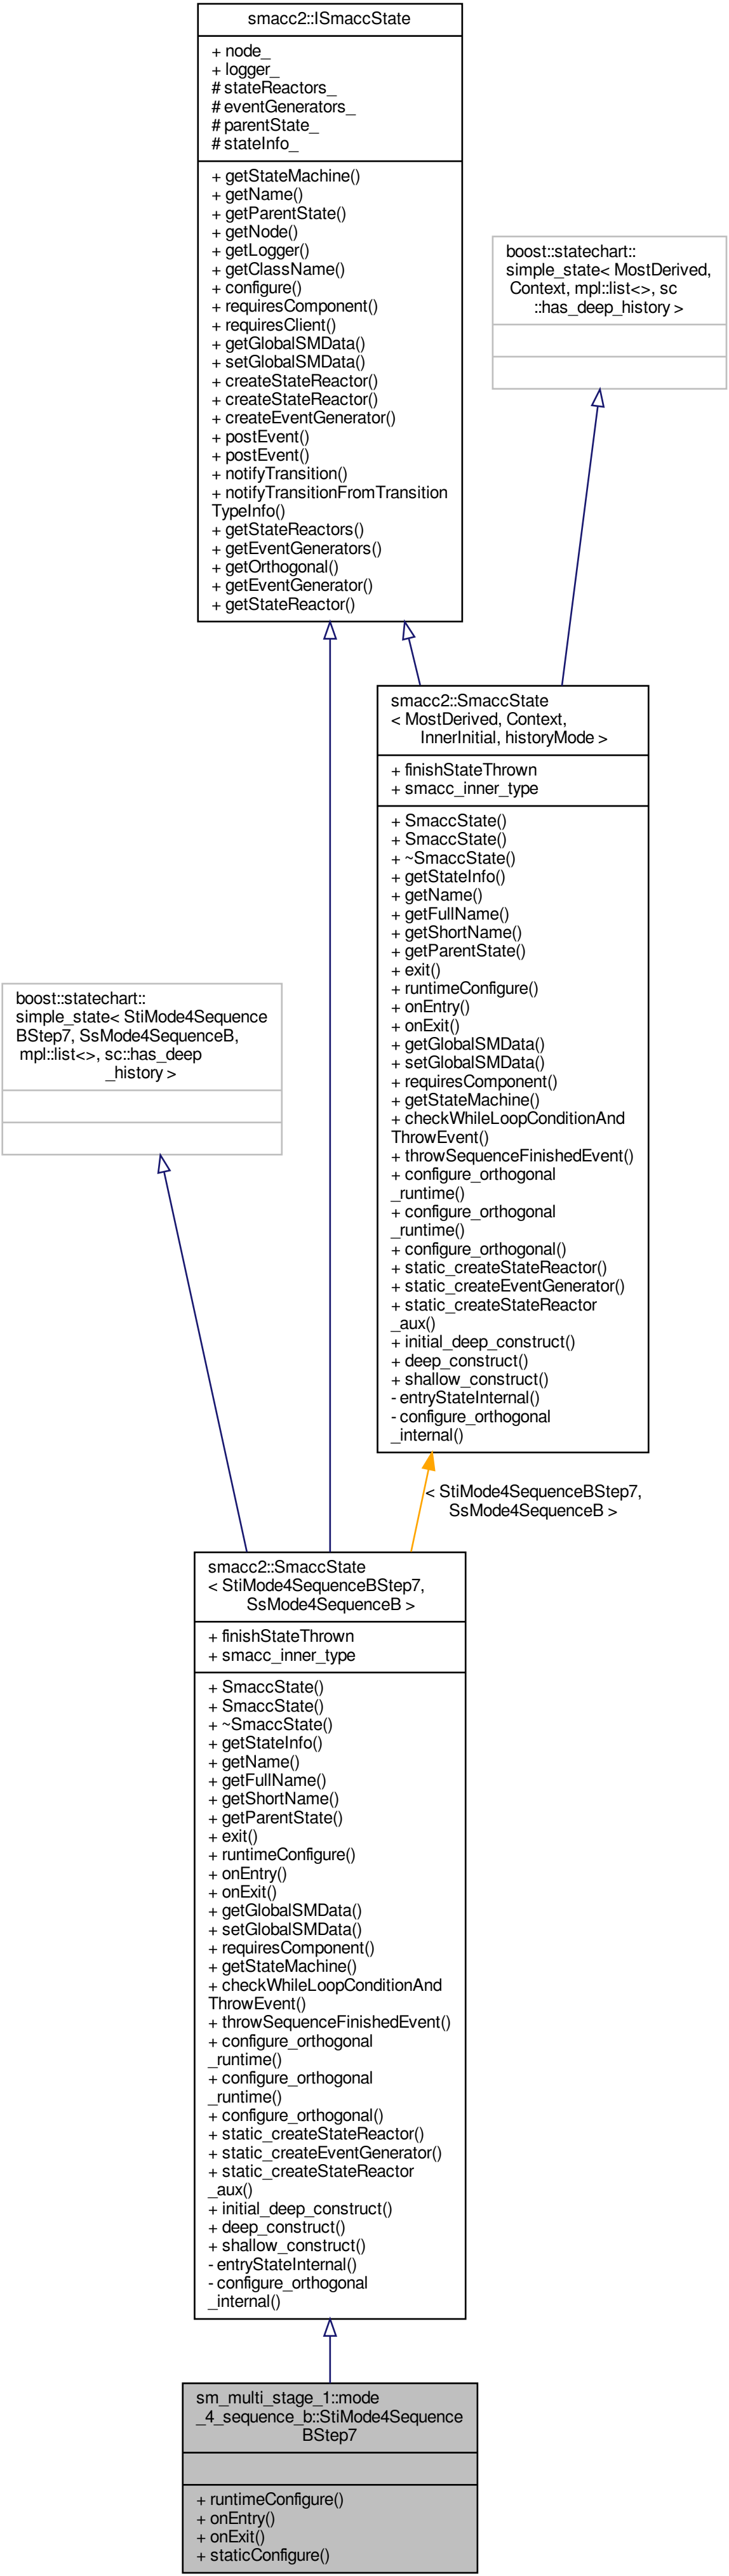 smacc2::ISmaccState
+ node_
+ logger_
# stateReactors_
# eventGenerators_
# parentState_
# stateInfo_
+ getStateMachine()
+ getName()
+ getParentState()
+ getNode()
+ getLogger()
+ getClassName()
+ configure()
+ requiresComponent()
+ requiresClient()
+ getGlobalSMData()
+ setGlobalSMData()
+ createStateReactor()
+ createStateReactor()
+ createEventGenerator()
+ postEvent()
+ postEvent()
+ notifyTransition()
+ notifyTransitionFromTransition
TypeInfo()
+ getStateReactors()
+ getEventGenerators()
+ getOrthogonal()
+ getEventGenerator()
+ getStateReactor()
boost::statechart::
simple_state< MostDerived,
Context, mpl::list<>, sc
::has_deep_history >
smacc2::SmaccState
< MostDerived, Context,
InnerInitial, historyMode >
+ finishStateThrown
+ smacc_inner_type
+ SmaccState()
+ SmaccState()
+ ~SmaccState()
+ getStateInfo()
+ getName()
+ getFullName()
+ getShortName()
+ getParentState()
+ exit()
+ runtimeConfigure()
+ onEntry()
+ onExit()
+ getGlobalSMData()
+ setGlobalSMData()
+ requiresComponent()
+ getStateMachine()
+ checkWhileLoopConditionAnd
ThrowEvent()
+ throwSequenceFinishedEvent()
+ configure_orthogonal
_runtime()
+ configure_orthogonal
_runtime()
+ configure_orthogonal()
+ static_createStateReactor()
+ static_createEventGenerator()
+ static_createStateReactor
_aux()
+ initial_deep_construct()
+ deep_construct()
+ shallow_construct()
- entryStateInternal()
- configure_orthogonal
_internal()
boost::statechart::
simple_state< StiMode4Sequence
BStep7, SsMode4SequenceB,
mpl::list<>, sc::has_deep
_history >
< StiMode4SequenceBStep7,
SsMode4SequenceB >
smacc2::SmaccState
< StiMode4SequenceBStep7,
SsMode4SequenceB >
+ finishStateThrown
+ smacc_inner_type
+ SmaccState()
+ SmaccState()
+ ~SmaccState()
+ getStateInfo()
+ getName()
+ getFullName()
+ getShortName()
+ getParentState()
+ exit()
+ runtimeConfigure()
+ onEntry()
+ onExit()
+ getGlobalSMData()
+ setGlobalSMData()
+ requiresComponent()
+ getStateMachine()
+ checkWhileLoopConditionAnd
ThrowEvent()
+ throwSequenceFinishedEvent()
+ configure_orthogonal
_runtime()
+ configure_orthogonal
_runtime()
+ configure_orthogonal()
+ static_createStateReactor()
+ static_createEventGenerator()
+ static_createStateReactor
_aux()
+ initial_deep_construct()
+ deep_construct()
+ shallow_construct()
- entryStateInternal()
- configure_orthogonal
_internal()
sm_multi_stage_1::mode
_4_sequence_b::StiMode4Sequence
BStep7
+ runtimeConfigure()
+ onEntry()
+ onExit()
+ staticConfigure()